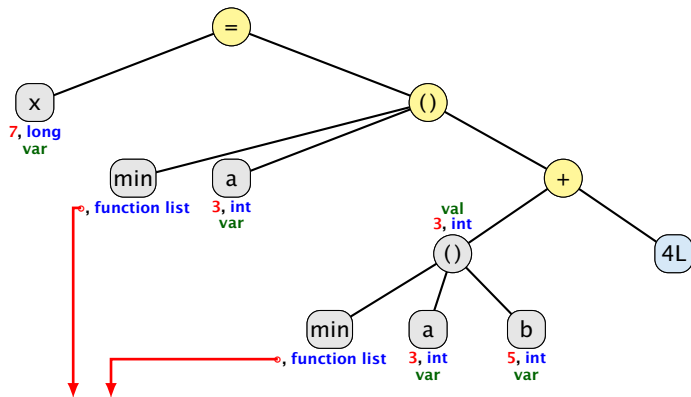 =
x
7, long
var
()
min
, function list
a
3, int
var
+
val
3, int
()
4L
min
, function list
a
3, int
var
b
5, int
var